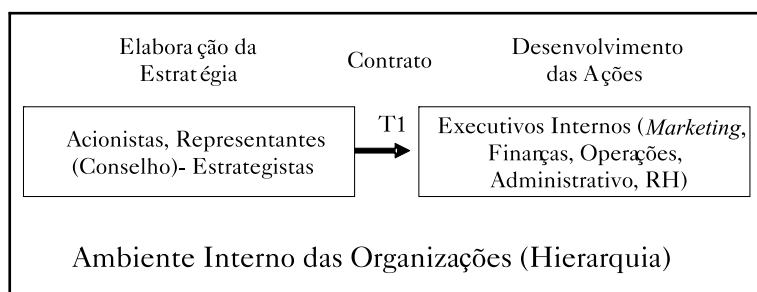 Elaboração da
Estratégia
Contrato
Desenvolvimento
das Ações
Acionistas, Representantes
(Conselho)- Estrategistas
T1
Executivos Internos (Marketing,
Finanças, Operações,
Administrativo, RH)
Ambiente Interno das Organizações (Hierarquia)